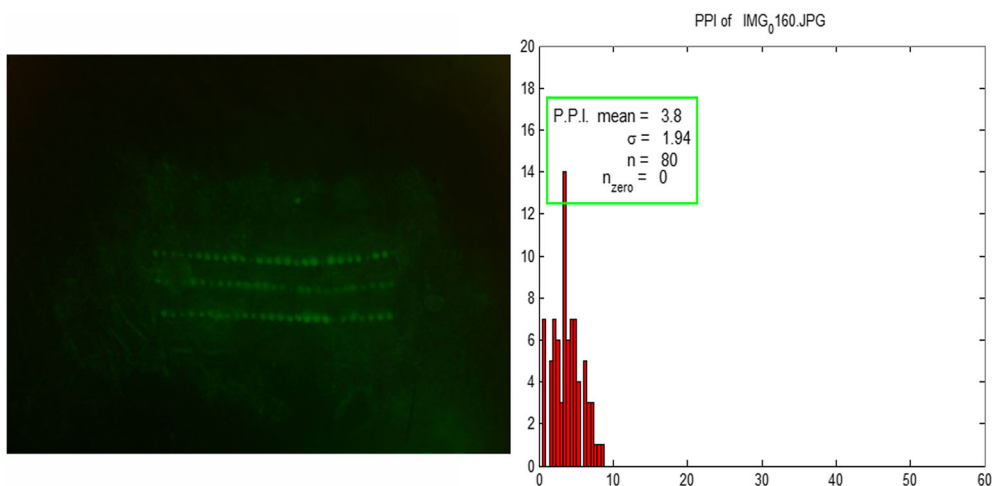 PPI of IMG₀160.JPG
20
18
16
14
12
10
8
6
4
2
0
P.P.I. mean = 3.8
σ = 1.94
n = 80
n_zero = 0
0 10 20 30 40 50 60